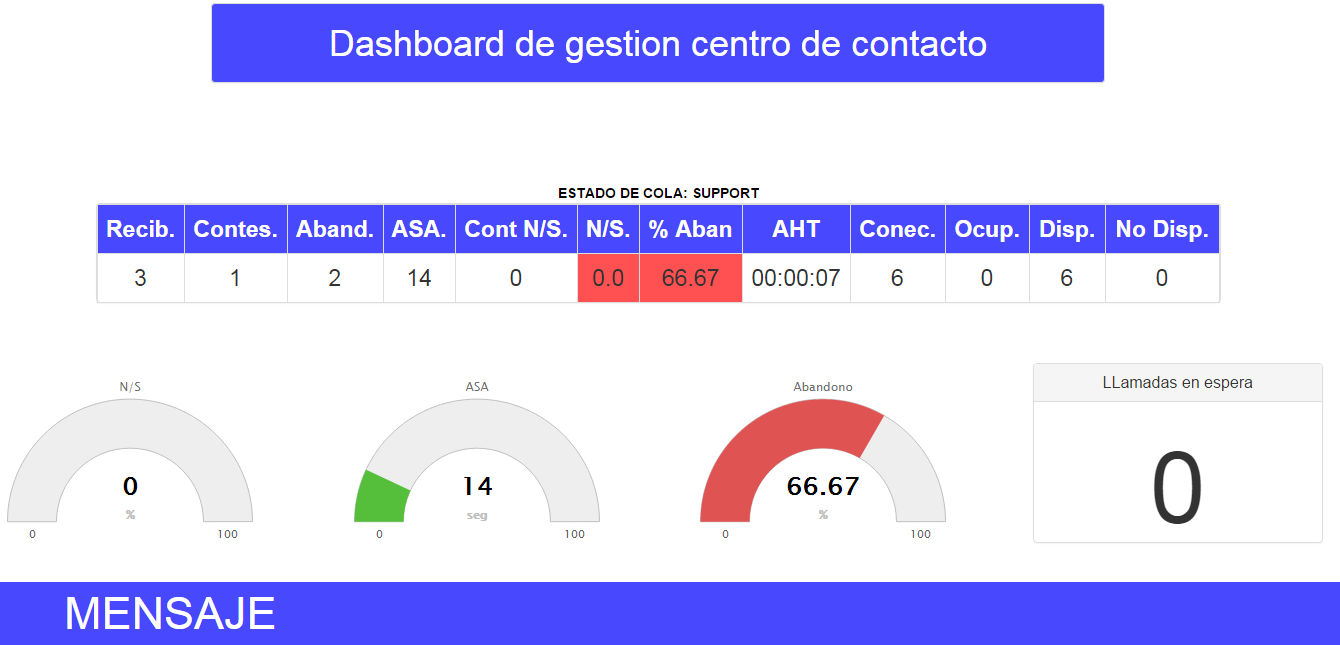 Dashboard de gestion centro de contacto
ESTADO DE COLA: SUPPORT
Recib. Contes. Aband. ASA. Cont N/S. N/S. % Aban AHT Conec. Ocup. Disp. No Disp.
3 1 2 14 0 0.0 66.67 00:00:07 6 0 6 0
N/S
0
%
0 100
ASA
14
seg
0 100
Abandono
66.67
%
0 100
LLamadas en espera
0
MENSAJE